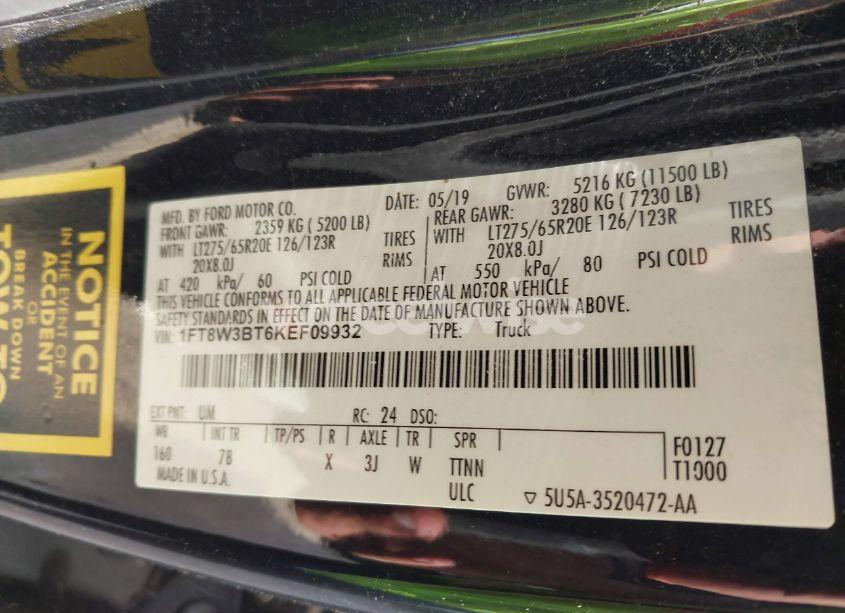 NOTICE
IN THE EVENT OF AN
ACCIDENT
OR
BREAK DOWN
TOW TO
MFD. BY FORD MOTOR CO. DATE: 05/19 GVWR: 5216 KG (11500 LB)
FRONT GAWR: 2359 KG ( 5200 LB) REAR GAWR: 3280 KG ( 7230 LB)
WITH LT275/65R20E 126/123R TIRES WITH LT275/65R20E 126/123R TIRES
20X8.0J RIMS 20X8.0J RIMS
AT 420 kPa/ 60 PSI COLD AT 550 kPa/ 80 PSI COLD
THIS VEHICLE CONFORMS TO ALL APPLICABLE FEDERAL MOTOR VEHICLE
SAFETY STANDARDS IN EFFECT ON THE DATE OF MANUFACTURE SHOWN ABOVE.
VIN: 1FT8W3BT6KEF09932 TYPE: Truck
EXT PNT: UM RC: 24 DSO:
WB INT TR TP/PS R AXLE TR SPR F0127
160 7B X 3J W TTNN T1000
MADE IN U.S.A. ULC ▽ 5U5A-3520472-AA